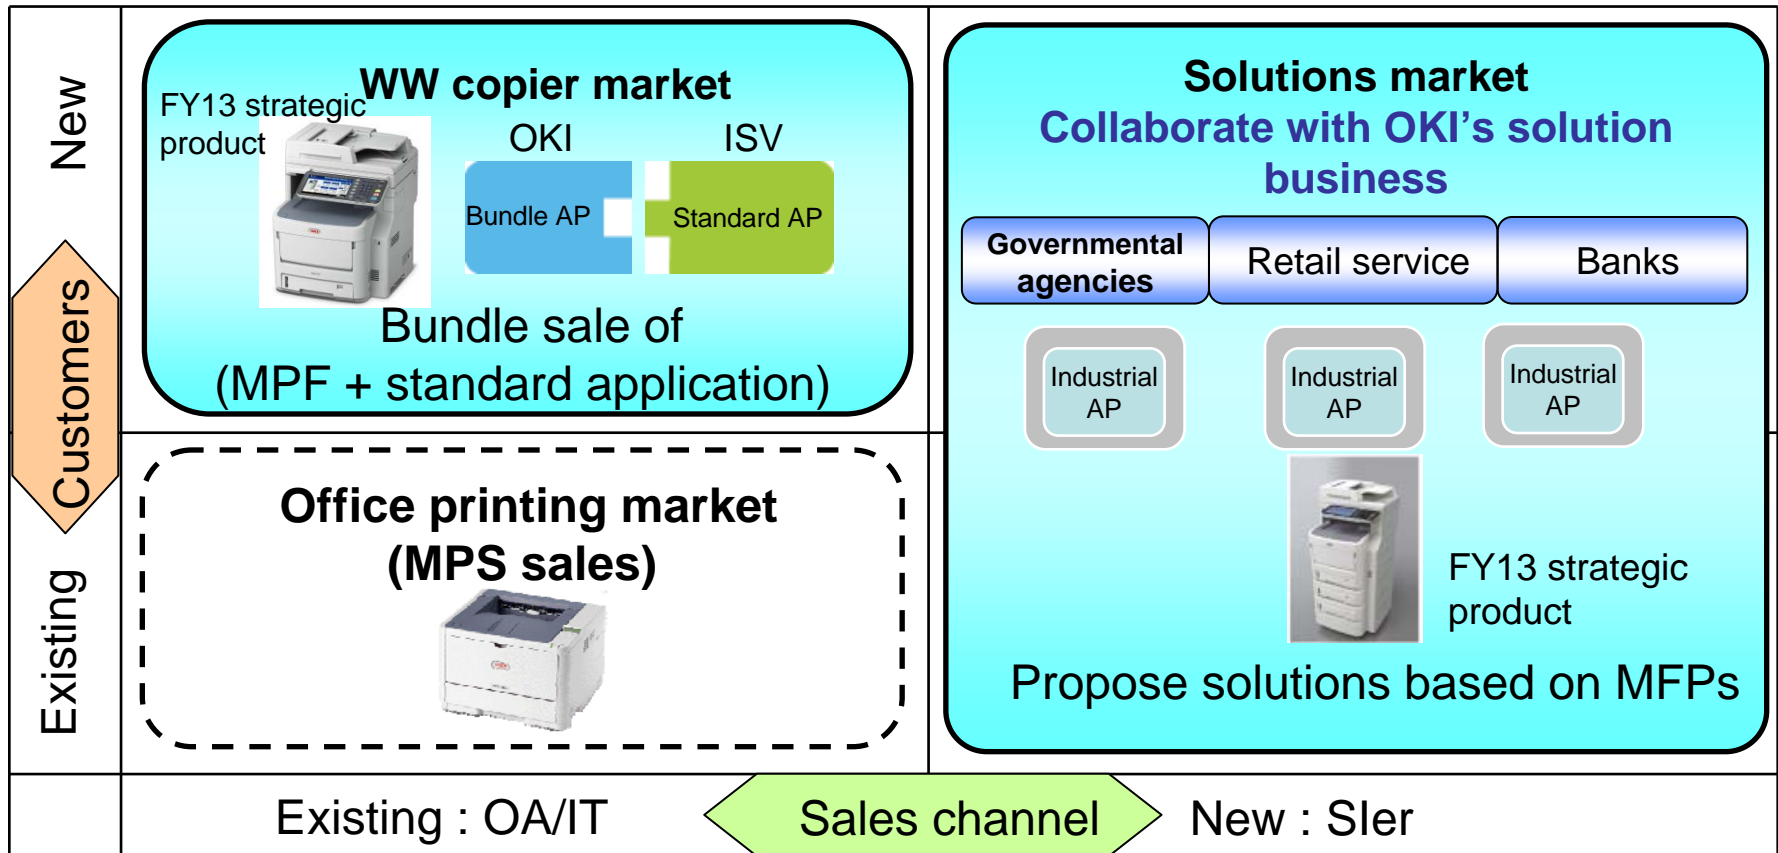 New
Customers
Existing
WW copier market
FY13 strategic
product
OKI
ISV
Bundle AP
Standard AP
Bundle sale of
(MPF + standard application)
Office printing market
(MPS sales)
Solutions market
Collaborate with OKI's solution
business
Governmental
agencies
Retail service
Banks
Industrial
AP
Industrial
AP
Industrial
AP
FY13 strategic
product
Propose solutions based on MFPs
Existing : OA/IT
Sales channel
New : SIer